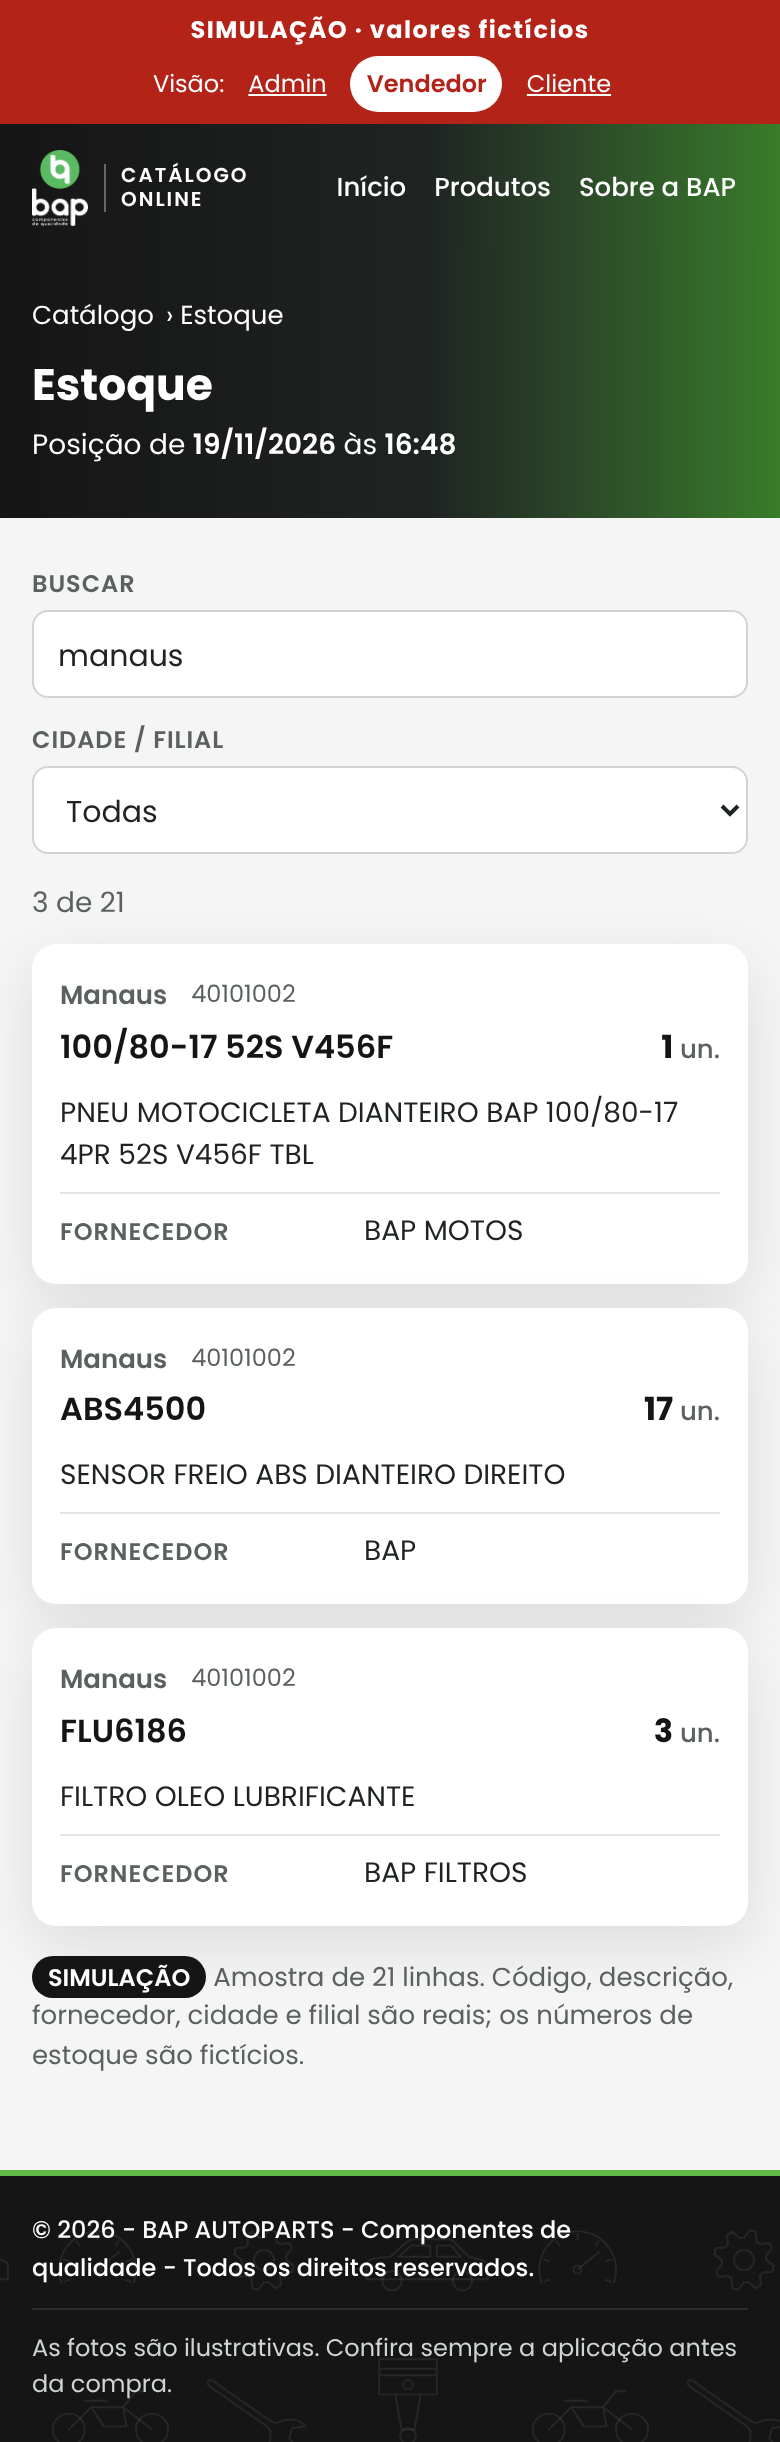 SIMULAÇÃO · valores fictícios
Visão: Admin Vendedor Cliente
bap
componentes
de qualidade
CATÁLOGO
ONLINE
Início Produtos Sobre a BAP
Catálogo › Estoque
Estoque
Posição de 19/11/2026 às 16:48
BUSCAR
manaus
CIDADE / FILIAL
Todas
3 de 21
Manaus 40101002
100/80-17 52S V456F 1 un.
PNEU MOTOCICLETA DIANTEIRO BAP 100/80-17
4PR 52S V456F TBL
FORNECEDOR BAP MOTOS
Manaus 40101002
ABS4500 17 un.
SENSOR FREIO ABS DIANTEIRO DIREITO
FORNECEDOR BAP
Manaus 40101002
FLU6186 3 un.
FILTRO OLEO LUBRIFICANTE
FORNECEDOR BAP FILTROS
SIMULAÇÃO Amostra de 21 linhas. Código, descrição,
fornecedor, cidade e filial são reais; os números de
estoque são fictícios.
© 2026 - BAP AUTOPARTS - Componentes de
qualidade - Todos os direitos reservados.
As fotos são ilustrativas. Confira sempre a aplicação antes
da compra.